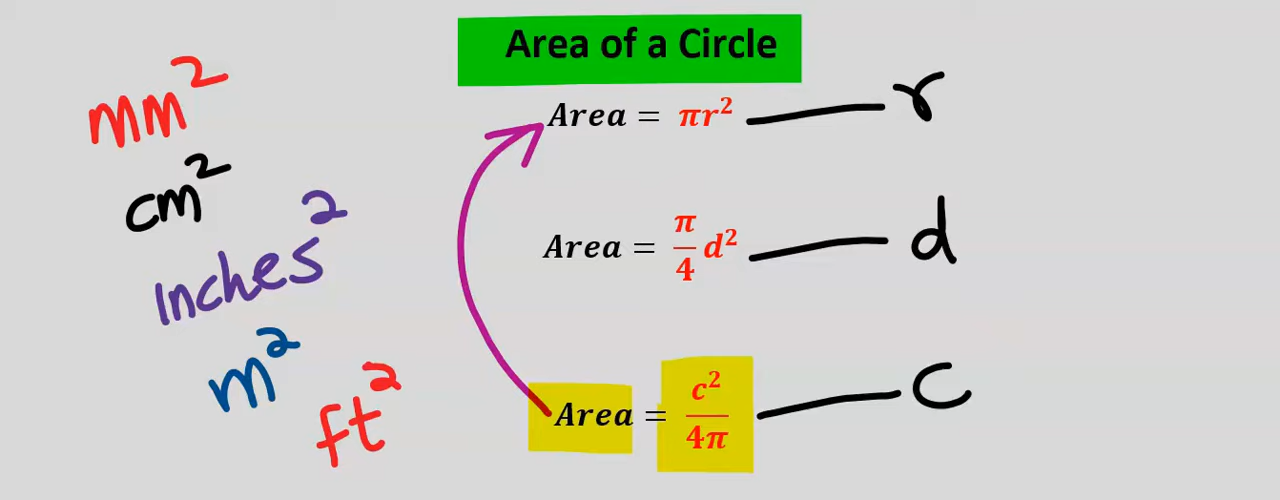 Area of a Circle
Area = πr² r
Area = π/4 d² d
Area = c²/4π c
mm²
cm²
inches²
m²
ft²